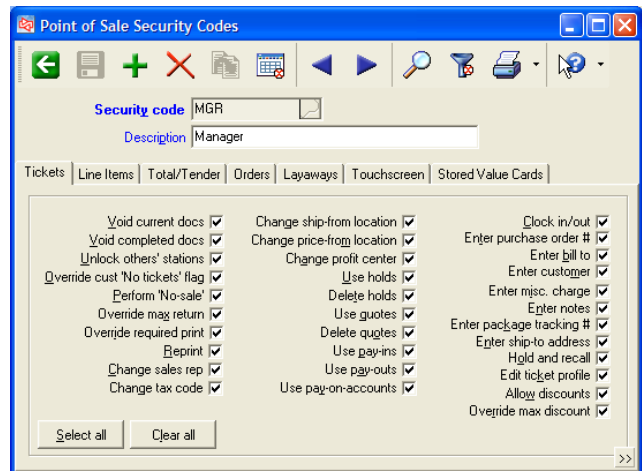 Point of Sale Security Codes
Security code MGR
Description Manager
Tickets Line Items Total/Tender Orders Layaways Touchscreen Stored Value Cards
Void current docs
Void completed docs
Unlock others' stations
Override cust 'No tickets' flag
Perform 'No-sale'
Override max return
Override required print
Reprint
Change sales rep
Change tax code
Change ship-from location
Change price-from location
Change profit center
Use holds
Delete holds
Use quotes
Delete quotes
Use pay-ins
Use pay-outs
Use pay-on-accounts
Clock in/out
Enter purchase order #
Enter bill to
Enter customer
Enter misc. charge
Enter notes
Enter package tracking #
Enter ship-to address
Hold and recall
Edit ticket profile
Allow discounts
Override max discount
Select all Clear all
>>